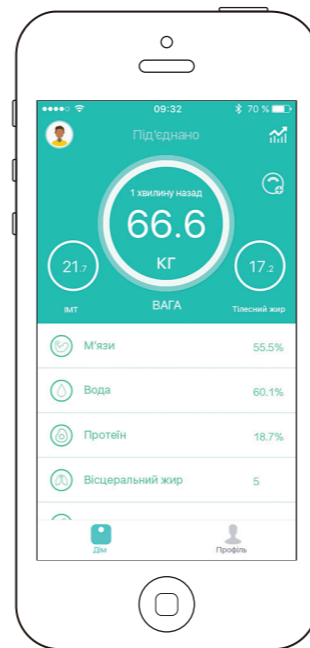 09:32 70 %
Під'єднано
1 хвилину назад
66.6
КГ
21.7
17.2
ІМТ
ВАГА
Тілесний жир
М'язи 55.5%
Вода 60.1%
Протеїн 18.7%
Вісцеральний жир 5
Дім Профіль